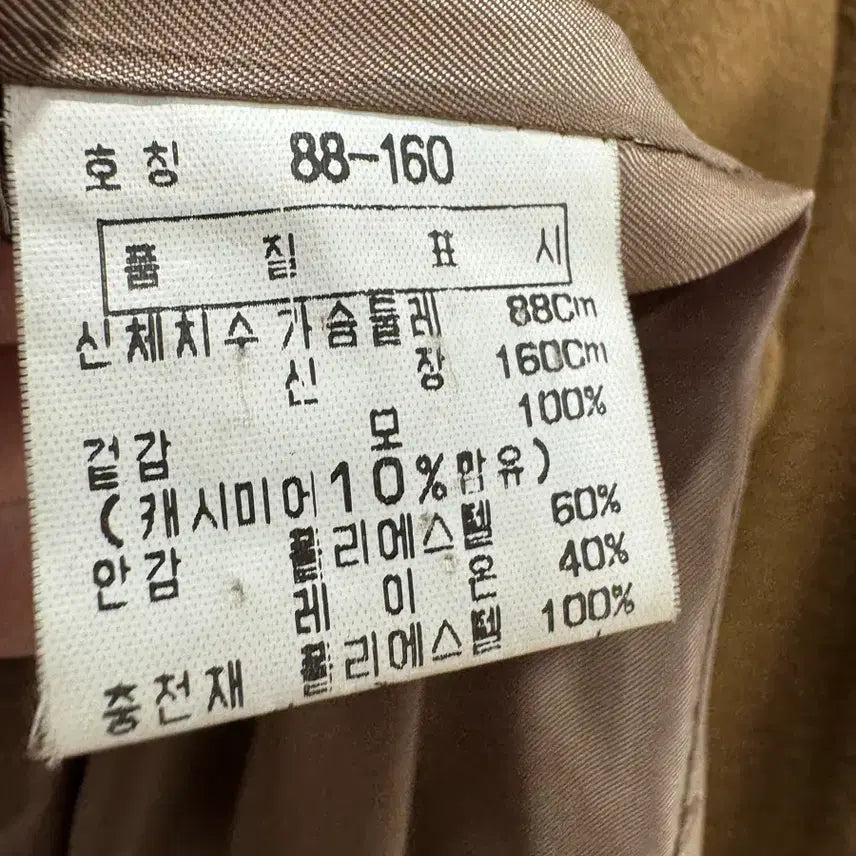 호칭 88-160
품질표시
신체치수 가슴둘레 88Cm
신장 160Cm
겉감 모 100%
(캐시미어10%함유)
안감 폴리에스텔 60%
레이온 40%
충전재 폴리에스텔 100%